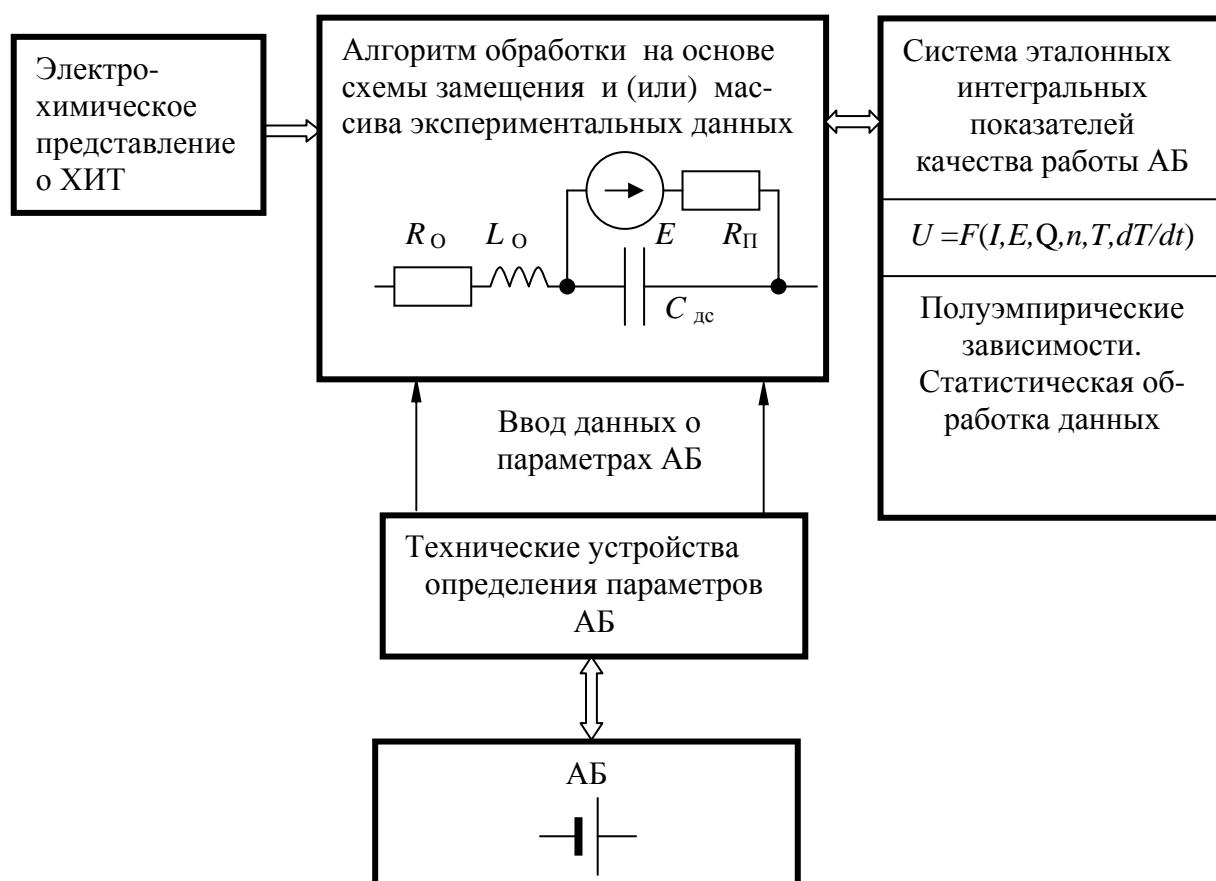 Электро-
химическое
представление
о ХИТ
Алгоритм обработки на основе
схемы замещения и (или) мас-
сива экспериментальных данных
R О
L О
E
R П
C дс
Система эталонных
интегральных
показателей
качества работы АБ
U =F(I,E,Q,n,T,dT/dt)
Полуэмпирические
зависимости.
Статистическая об-
работка данных
Ввод данных о
параметрах АБ
Технические устройства
определения параметров
АБ
АБ